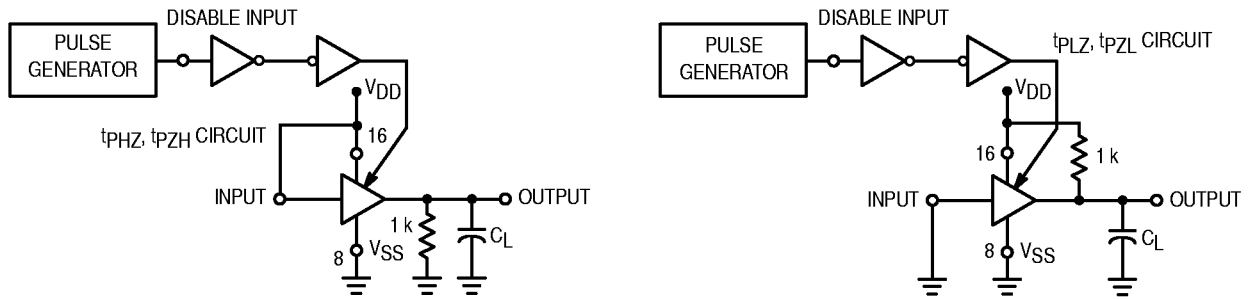 DISABLE INPUT
PULSE
GENERATOR
VDD
tPHZ, tPZH CIRCUIT
16
INPUT
OUTPUT
1 k
CL
8
VSS
DISABLE INPUT
PULSE
GENERATOR
tPLZ, tPZL CIRCUIT
VDD
16
1 k
INPUT
OUTPUT
CL
8
VSS